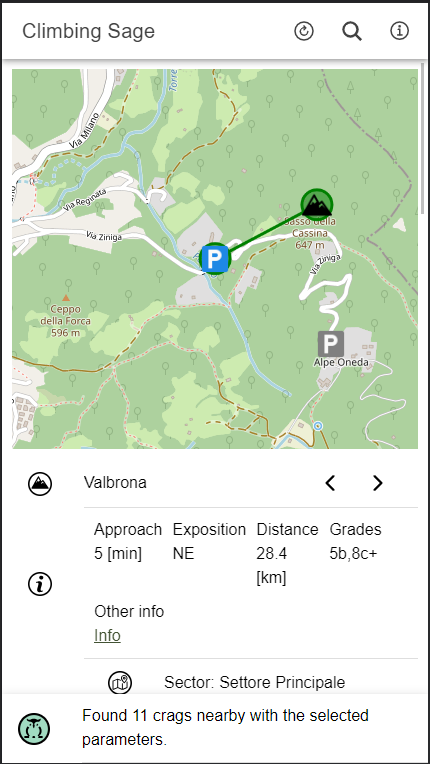 Climbing Sage
Torre
Via Milano
Via Reginata
Via Ziniga
P
Sasso della
Cassina
647 m
Via Ziniga
Ceppo
della Forca
596 m
P
Alpe Oneda
Valbrona
Approach Exposition Distance Grades
5 [min] NE 28.4 5b,8c+
[km]
Other info
Info
Sector: Settore Principale
Found 11 crags nearby with the selected
parameters.